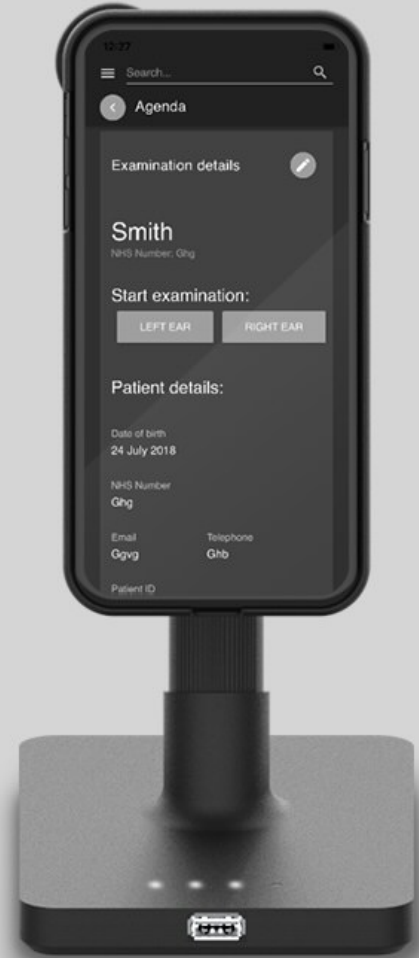 12:27
Search...
Agenda
Examination details
Smith
NHS Number: Ghg
Start examination:
LEFT EAR RIGHT EAR
Patient details:
Date of birth
24 July 2018
NHS Number
Ghg
Email Telephone
Ggvg Ghb
Patient ID